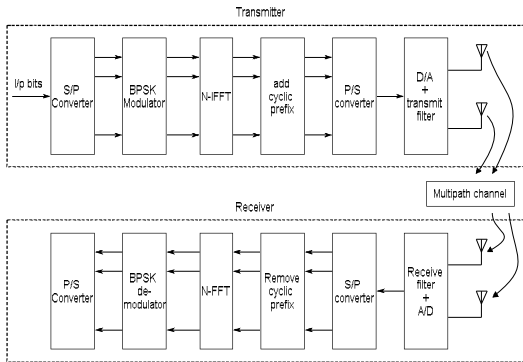 Transmitter
I/p bits
S/P
Converter
BPSK
Modulator
N-IFFT
add
cyclic
prefix
P/S
converter
D/A
+
transmit
filter
Multipath channel
Receiver
P/S
Converter
BPSK
de-
modulator
N-FFT
Remove
cyclic
prefix
S/P
converter
Receive
filter
+
A/D